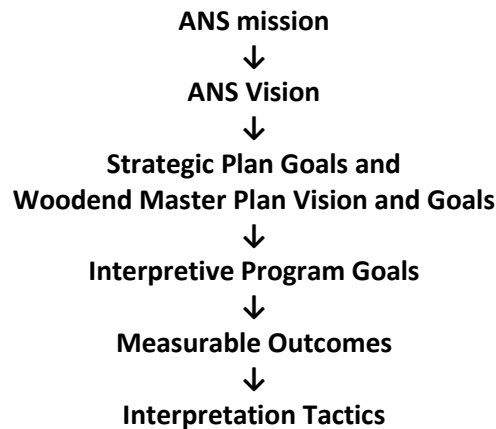 ANS mission
↓
ANS Vision
↓
Strategic Plan Goals and
Woodend Master Plan Vision and Goals
↓
Interpretive Program Goals
↓
Measurable Outcomes
↓
Interpretation Tactics